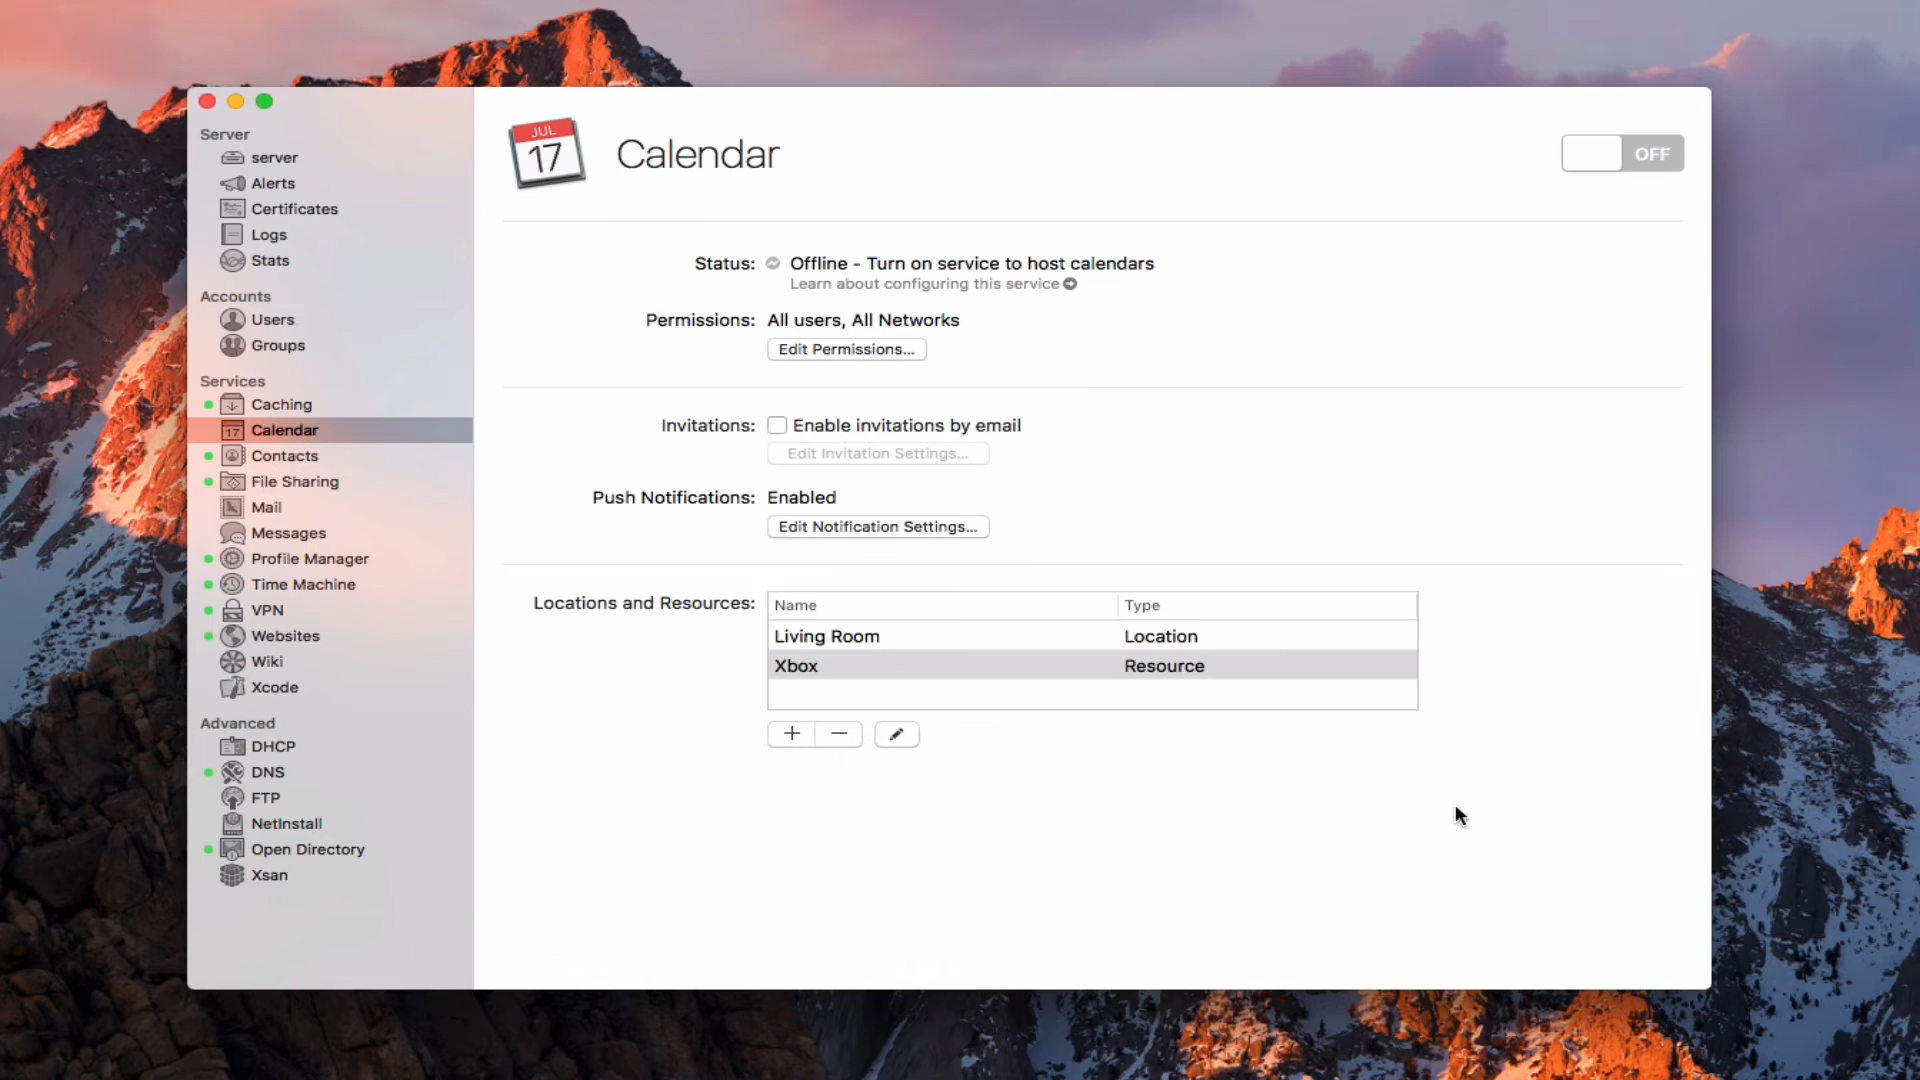 Server
server
Alerts
Certificates
Logs
Stats
Accounts
Users
Groups
Services
Caching
17 Calendar
Contacts
File Sharing
Mail
Messages
Profile Manager
Time Machine
VPN
Websites
Wiki
Xcode
Advanced
DHCP
DNS
FTP
NetInstall
Open Directory
Xsan
JUL
17
Calendar
OFF
Status: Offline - Turn on service to host calendars
Learn about configuring this service
Permissions: All users, All Networks
Edit Permissions...
Invitations: Enable invitations by email
Edit Invitation Settings...
Push Notifications: Enabled
Edit Notification Settings...
Locations and Resources: Name Type
Living Room Location
Xbox Resource